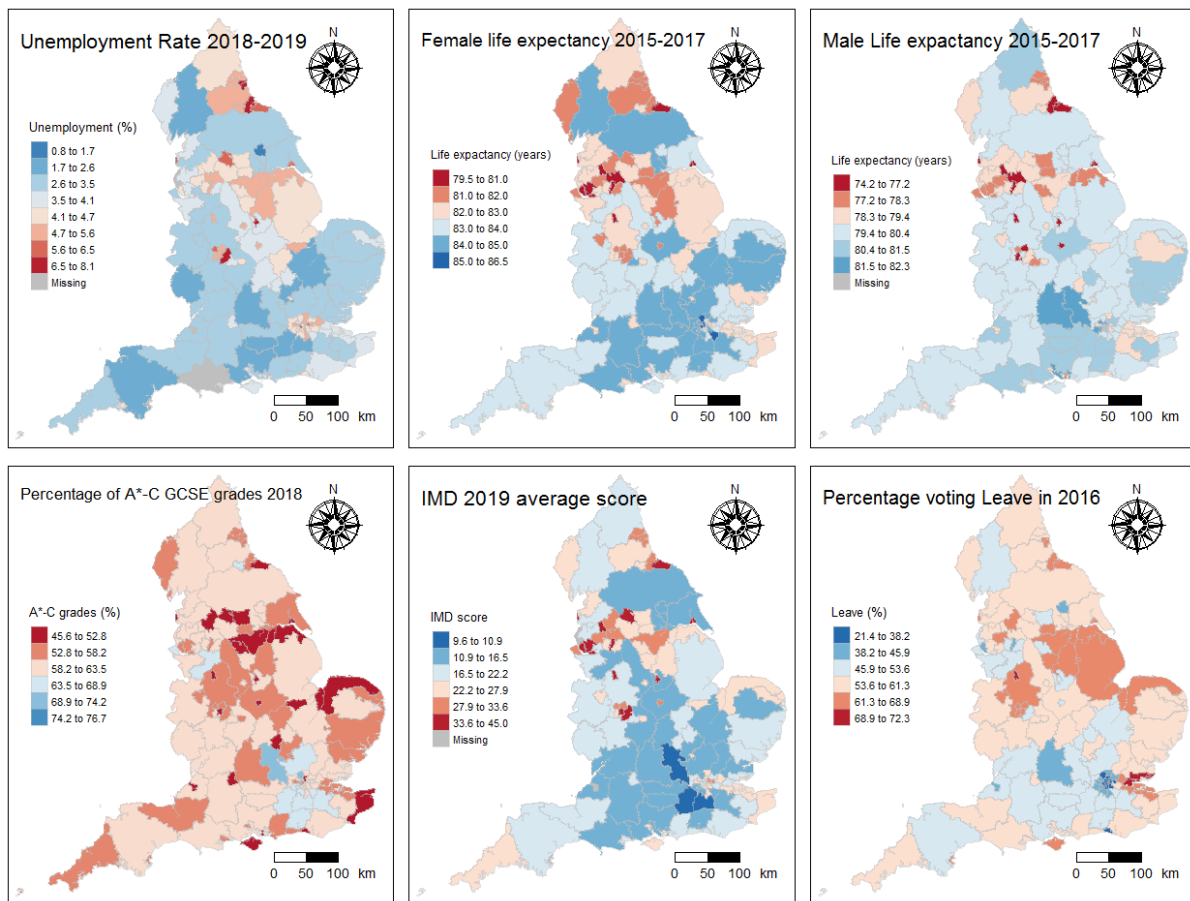 Unemployment Rate 2018-2019
N
Unemployment (%)
0.8 to 1.7
1.7 to 2.6
2.6 to 3.5
3.5 to 4.1
4.1 to 4.7
4.7 to 5.6
5.6 to 6.5
6.5 to 8.1
Missing
0 50 100 km
Female life expectancy 2015-2017
N
Life expactancy (years)
79.5 to 81.0
81.0 to 82.0
82.0 to 83.0
83.0 to 84.0
84.0 to 85.0
85.0 to 86.5
0 50 100 km
Male Life expactancy 2015-2017
N
Life expectancy (years)
74.2 to 77.2
77.2 to 78.3
78.3 to 79.4
79.4 to 80.4
80.4 to 81.5
81.5 to 82.3
Missing
0 50 100 km
Percentage of A*-C GCSE grades 2018
N
A*-C grades (%)
45.6 to 52.8
52.8 to 58.2
58.2 to 63.5
63.5 to 68.9
68.9 to 74.2
74.2 to 76.7
0 50 100 km
IMD 2019 average score
N
IMD score
9.6 to 10.9
10.9 to 16.5
16.5 to 22.2
22.2 to 27.9
27.9 to 33.6
33.6 to 45.0
Missing
0 50 100 km
Percentage voting Leave in 2016
N
Leave (%)
21.4 to 38.2
38.2 to 45.9
45.9 to 53.6
53.6 to 61.3
61.3 to 68.9
68.9 to 72.3
0 50 100 km